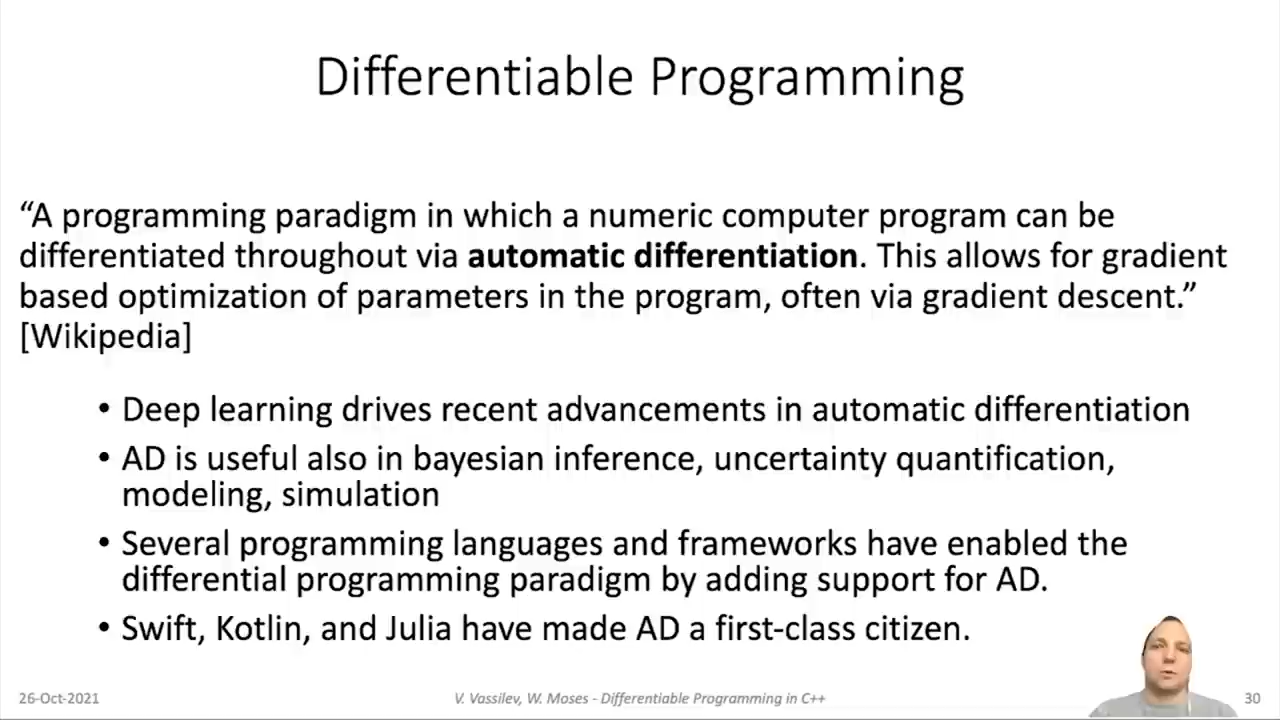 Differentiable Programming
“A programming paradigm in which a numeric computer program can be
differentiated throughout via automatic differentiation. This allows for gradient
based optimization of parameters in the program, often via gradient descent.”
[Wikipedia]
• Deep learning drives recent advancements in automatic differentiation
• AD is useful also in bayesian inference, uncertainty quantification,
modeling, simulation
• Several programming languages and frameworks have enabled the
differential programming paradigm by adding support for AD.
• Swift, Kotlin, and Julia have made AD a first-class citizen.
26-Oct-2021
V. Vassilev, W. Moses - Differentiable Programming in C++
30